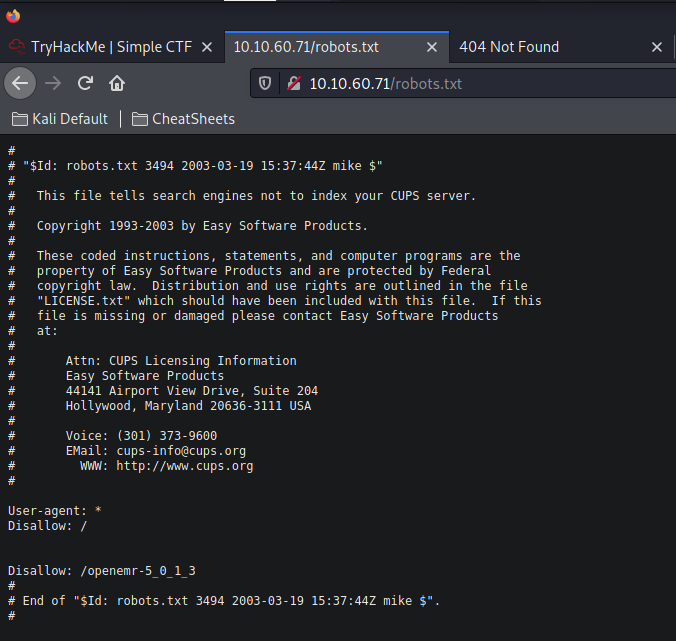 TryHackMe | Simple CTF
10.10.60.71/robots.txt
404 Not Found
10.10.60.71/robots.txt
Kali Default
CheatSheets
#
# "$Id: robots.txt 3494 2003-03-19 15:37:44Z mike $"
#
#   This file tells search engines not to index your CUPS server.
#
#   Copyright 1993-2003 by Easy Software Products.
#
#   These coded instructions, statements, and computer programs are the
#   property of Easy Software Products and are protected by Federal
#   copyright law.  Distribution and use rights are outlined in the file
#   "LICENSE.txt" which should have been included with this file.  If this
#   file is missing or damaged please contact Easy Software Products
#   at:
#
#       Attn: CUPS Licensing Information
#       Easy Software Products
#       44141 Airport View Drive, Suite 204
#       Hollywood, Maryland 20636-3111 USA
#
#       Voice: (301) 373-9600
#       EMail: cups-info@cups.org
#         WWW: http://www.cups.org
#
User-agent: *
Disallow: /
Disallow: /openemr-5_0_1_3
#
# End of "$Id: robots.txt 3494 2003-03-19 15:37:44Z mike $".
#